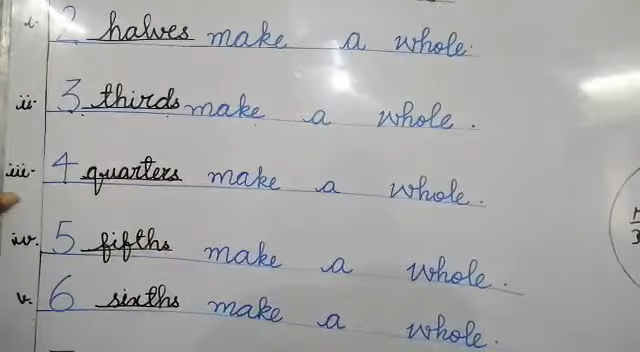 i. 2 halves make a whole.
ii. 3 thirds make a whole.
iii. 4 quarters make a whole.
iv. 5 fifths make a whole.
v. 6 sixths make a whole.